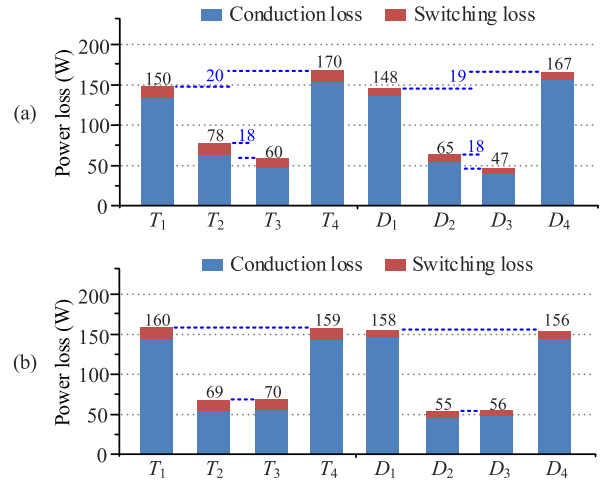 (a)
Conduction loss Switching loss
Power loss (W)
200
150
100
50
0
150 20 170 148 19 167
78 18 60 65 18 47
T1 T2 T3 T4 D1 D2 D3 D4
(b)
Conduction loss Switching loss
Power loss (W)
200
150
100
50
0
160 159 158 156
69 70 55 56
T1 T2 T3 T4 D1 D2 D3 D4